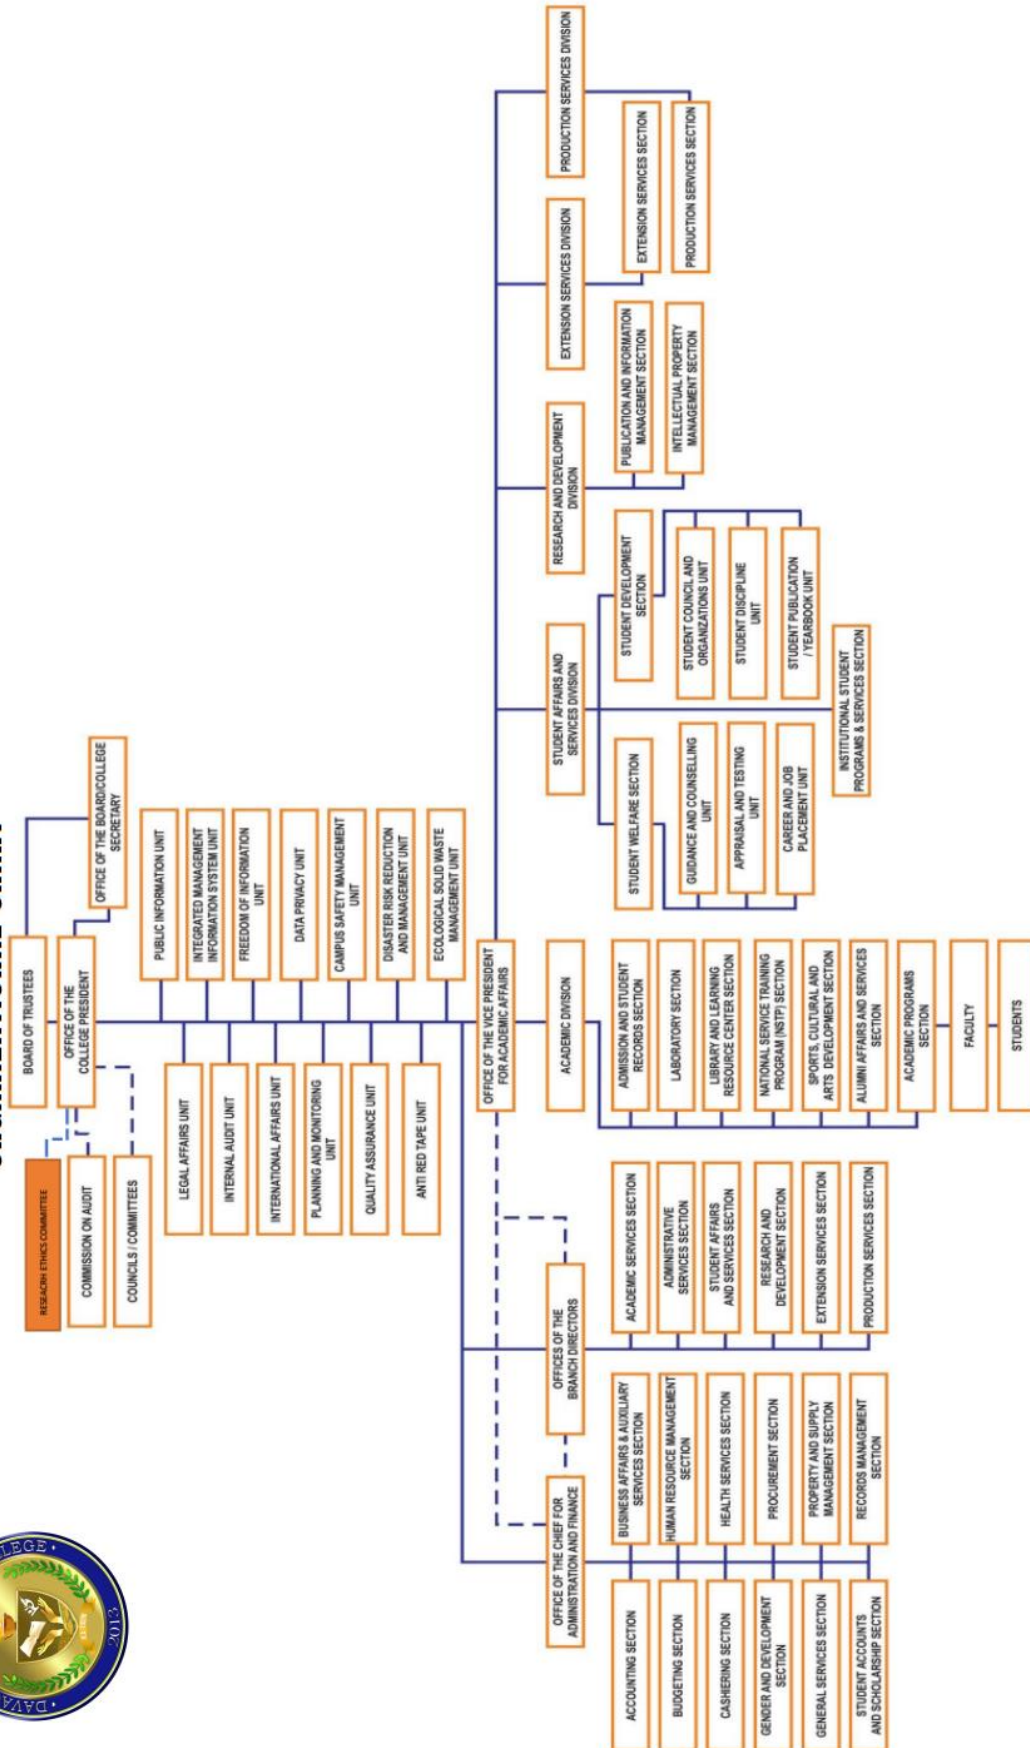 LEGE •
2013
• DAVA
BOARD OF TRUSTEES
OFFICE OF THE
COLLEGE PRESIDENT
OFFICE OF THE BOARD/COLLEGE
SECRETARY
RESEACRH ETHICS COMMITTEE
COMMISSION ON AUDIT
COUNCILS / COMMITTEES
LEGAL AFFAIRS UNIT
INTERNAL AUDIT UNIT
INTERNATIONAL AFFAIRS UNIT
PLANNING AND MONITORING
UNIT
QUALITY ASSURANCE UNIT
ANTI RED TAPE UNIT
PUBLIC INFORMATION UNIT
INTEGRATED MANAGEMENT
INFORMATION SYSTEM UNIT
FREEDOM OF INFORMATION
UNIT
DATA PRIVACY UNIT
CAMPUS SAFETY MANAGEMENT
UNIT
DISASTER RISK REDUCTION
AND MANAGEMENT UNIT
ECOLOGICAL SOLID WASTE
MANAGEMENT UNIT
OFFICE OF THE VICE PRESIDENT
FOR ACADEMIC AFFAIRS
OFFICE OF THE CHIEF FOR
ADMINISTRATION AND FINANCE
OFFICES OF THE
BRANCH DIRECTORS
ACADEMIC DIVISION
STUDENT AFFAIRS AND
SERVICES DIVISION
RESEARCH AND DEVELOPMENT
DIVISION
EXTENSION SERVICES DIVISION
PRODUCTION SERVICES DIVISION
ACCOUNTING SECTION
BUDGETING SECTION
CASHIERING SECTION
GENDER AND DEVELOPMENT
SECTION
GENERAL SERVICES SECTION
STUDENT ACCOUNTS
AND SCHOLARSHIP SECTION
BUSINESS AFFAIRS & AUXILIARY
SERVICES SECTION
HUMAN RESOURCE MANAGEMENT
SECTION
HEALTH SERVICES SECTION
PROCUREMENT SECTION
PROPERTY AND SUPPLY
MANAGEMENT SECTION
RECORDS MANAGEMENT
SECTION
ACADEMIC SERVICES SECTION
ADMINISTRATIVE
SERVICES SECTION
STUDENT AFFAIRS
AND SERVICES SECTION
RESEARCH AND
DEVELOPMENT SECTION
EXTENSION SERVICES SECTION
PRODUCTION SERVICES SECTION
ADMISSION AND STUDENT
RECORDS SECTION
LABORATORY SECTION
LIBRARY AND LEARNING
RESOURCE CENTER SECTION
NATIONAL SERVICE TRAINING
PROGRAM (NSTP) SECTION
SPORTS, CULTURAL AND
ARTS DEVELOPMENT SECTION
ALUMNI AFFAIRS AND SERVICES
SECTION
ACADEMIC PROGRAMS
SECTION
FACULTY
STUDENTS
STUDENT WELFARE SECTION
GUIDANCE AND COUNSELLING
UNIT
APPRAISAL AND TESTING
UNIT
CAREER AND JOB
PLACEMENT UNIT
STUDENT DEVELOPMENT
SECTION
STUDENT COUNCIL AND
ORGANIZATIONS UNIT
STUDENT DISCIPLINE
UNIT
STUDENT PUBLICATION
/ YEARBOOK UNIT
INSTITUTIONAL STUDENT
PROGRAMS & SERVICES SECTION
PUBLICATION AND INFORMATION
MANAGEMENT SECTION
INTELLECTUAL PROPERTY
MANAGEMENT SECTION
EXTENSION SERVICES SECTION
PRODUCTION SERVICES SECTION